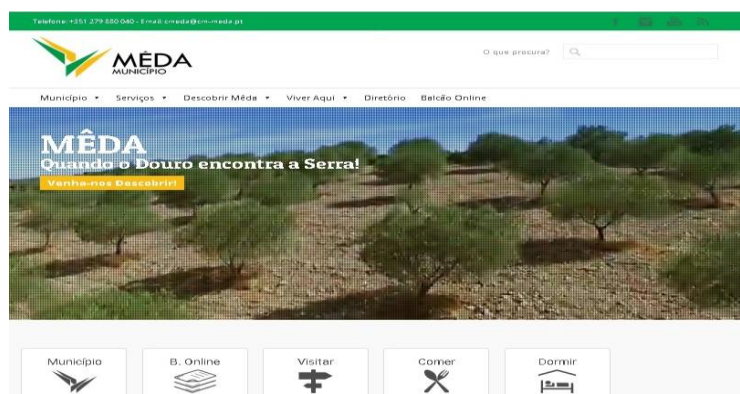 Telefone: +351 279 880 040 - Email: cmeda@cm-meda.pt
MÊDA
MUNICÍPIO
O que procura?
Município Serviços Descobrir Mêda Viver Aqui Diretório Balcão Online
MÊDA
Quando o Douro encontra a Serra!
Venha-nos Descobrir!
Município B. Online Visitar Comer Dormir